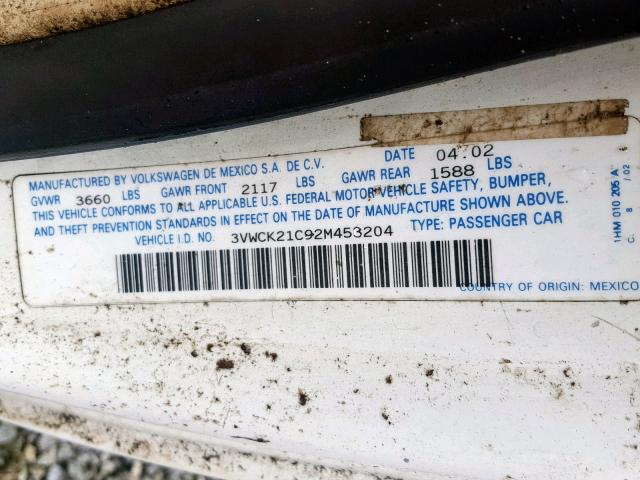 MANUFACTURED BY VOLKSWAGEN DE MEXICO S.A. DE C.V. DATE 04.02
GVWR 3660 LBS GAWR FRONT 2117 LBS GAWR REAR 1588 LBS
THIS VEHICLE CONFORMS TO ALL APPLICABLE U.S. FEDERAL MOTOR VEHICLE SAFETY, BUMPER,
AND THEFT PREVENTION STANDARDS IN EFFECT ON THE DATE OF MANUFACTURE SHOWN ABOVE.
VEHICLE I.D. NO. 3VWCK21C92M453204 TYPE: PASSENGER CAR
COUNTRY OF ORIGIN: MEXICO
1HM 010 205 A
C. 8 1/02